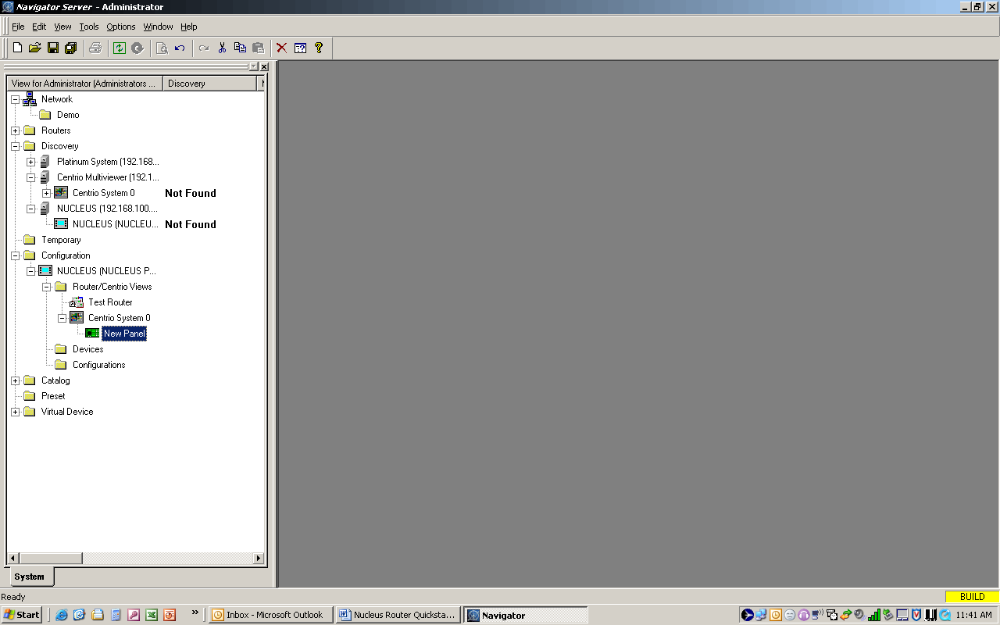 Navigator Server - Administrator
File Edit View Tools Options Window Help
View for Administrator (Administrators ... Discovery
Network
Demo
Routers
Discovery
Platinum System (192.168...
Centrio Multiviewer (192.1...
Centrio System 0 Not Found
NUCLEUS (192.168.100....
NUCLEUS (NUCLEU... Not Found
Temporary
Configuration
NUCLEUS (NUCLEUS P...
Router/Centrio Views
Test Router
Centrio System 0
New Panel
Devices
Configurations
Catalog
Preset
Virtual Device
System
Ready BUILD
Start Inbox - Microsoft Outlook Nucleus Router Quicksta... Navigator 11:41 AM